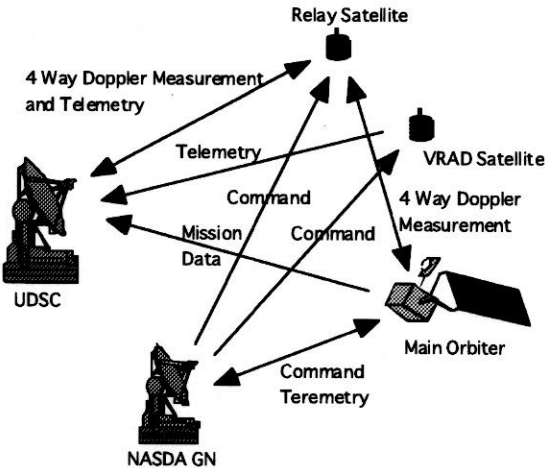 Relay Satellite
4 Way Doppler Measurement
and Telemetry
Telemetry
VRAD Satellite
Command
4 Way Doppler
Measurement
Mission
Data
Command
UDSC
Main Orbiter
Command
Teremetry
NASDA GN